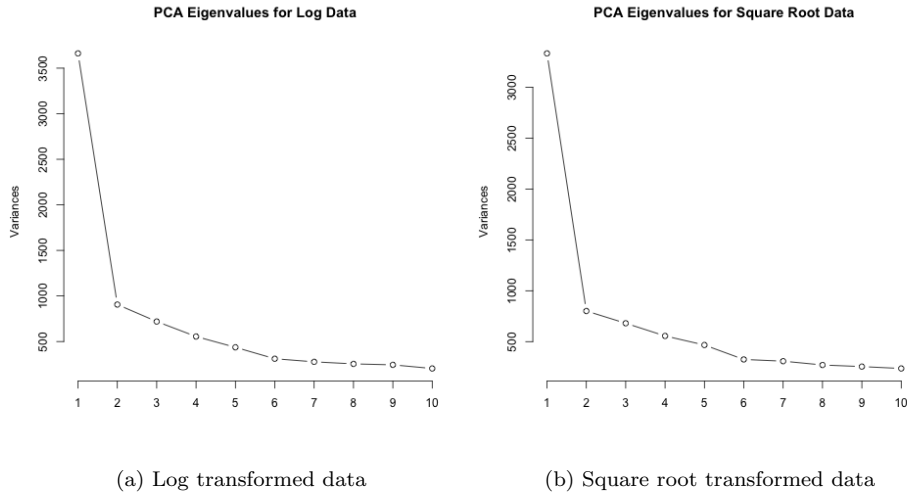 PCA Eigenvalues for Log Data
Variances
3500
3000
2500
2000
1500
1000
500
1 2 3 4 5 6 7 8 9 10
(a) Log transformed data
PCA Eigenvalues for Square Root Data
Variances
3000
2500
2000
1500
1000
500
1 2 3 4 5 6 7 8 9 10
(b) Square root transformed data